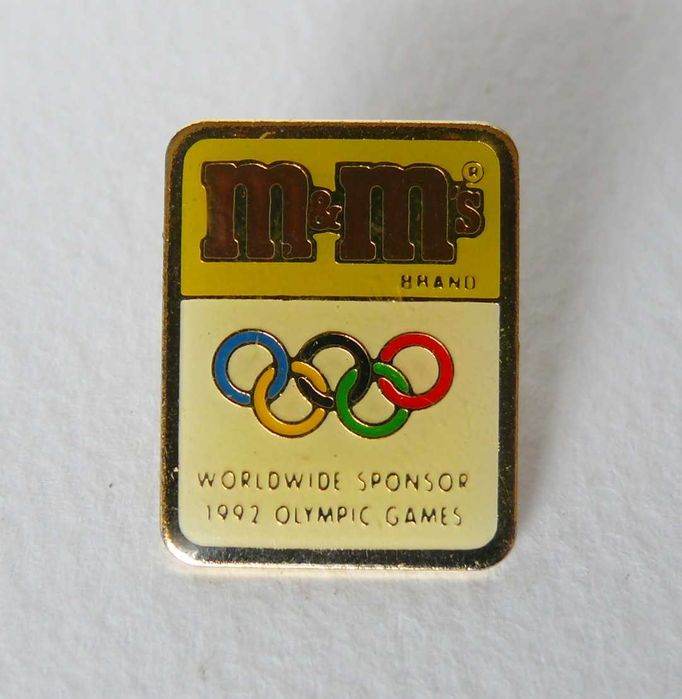 m&m's®
BRAND
WORLDWIDE SPONSOR
1992 OLYMPIC GAMES